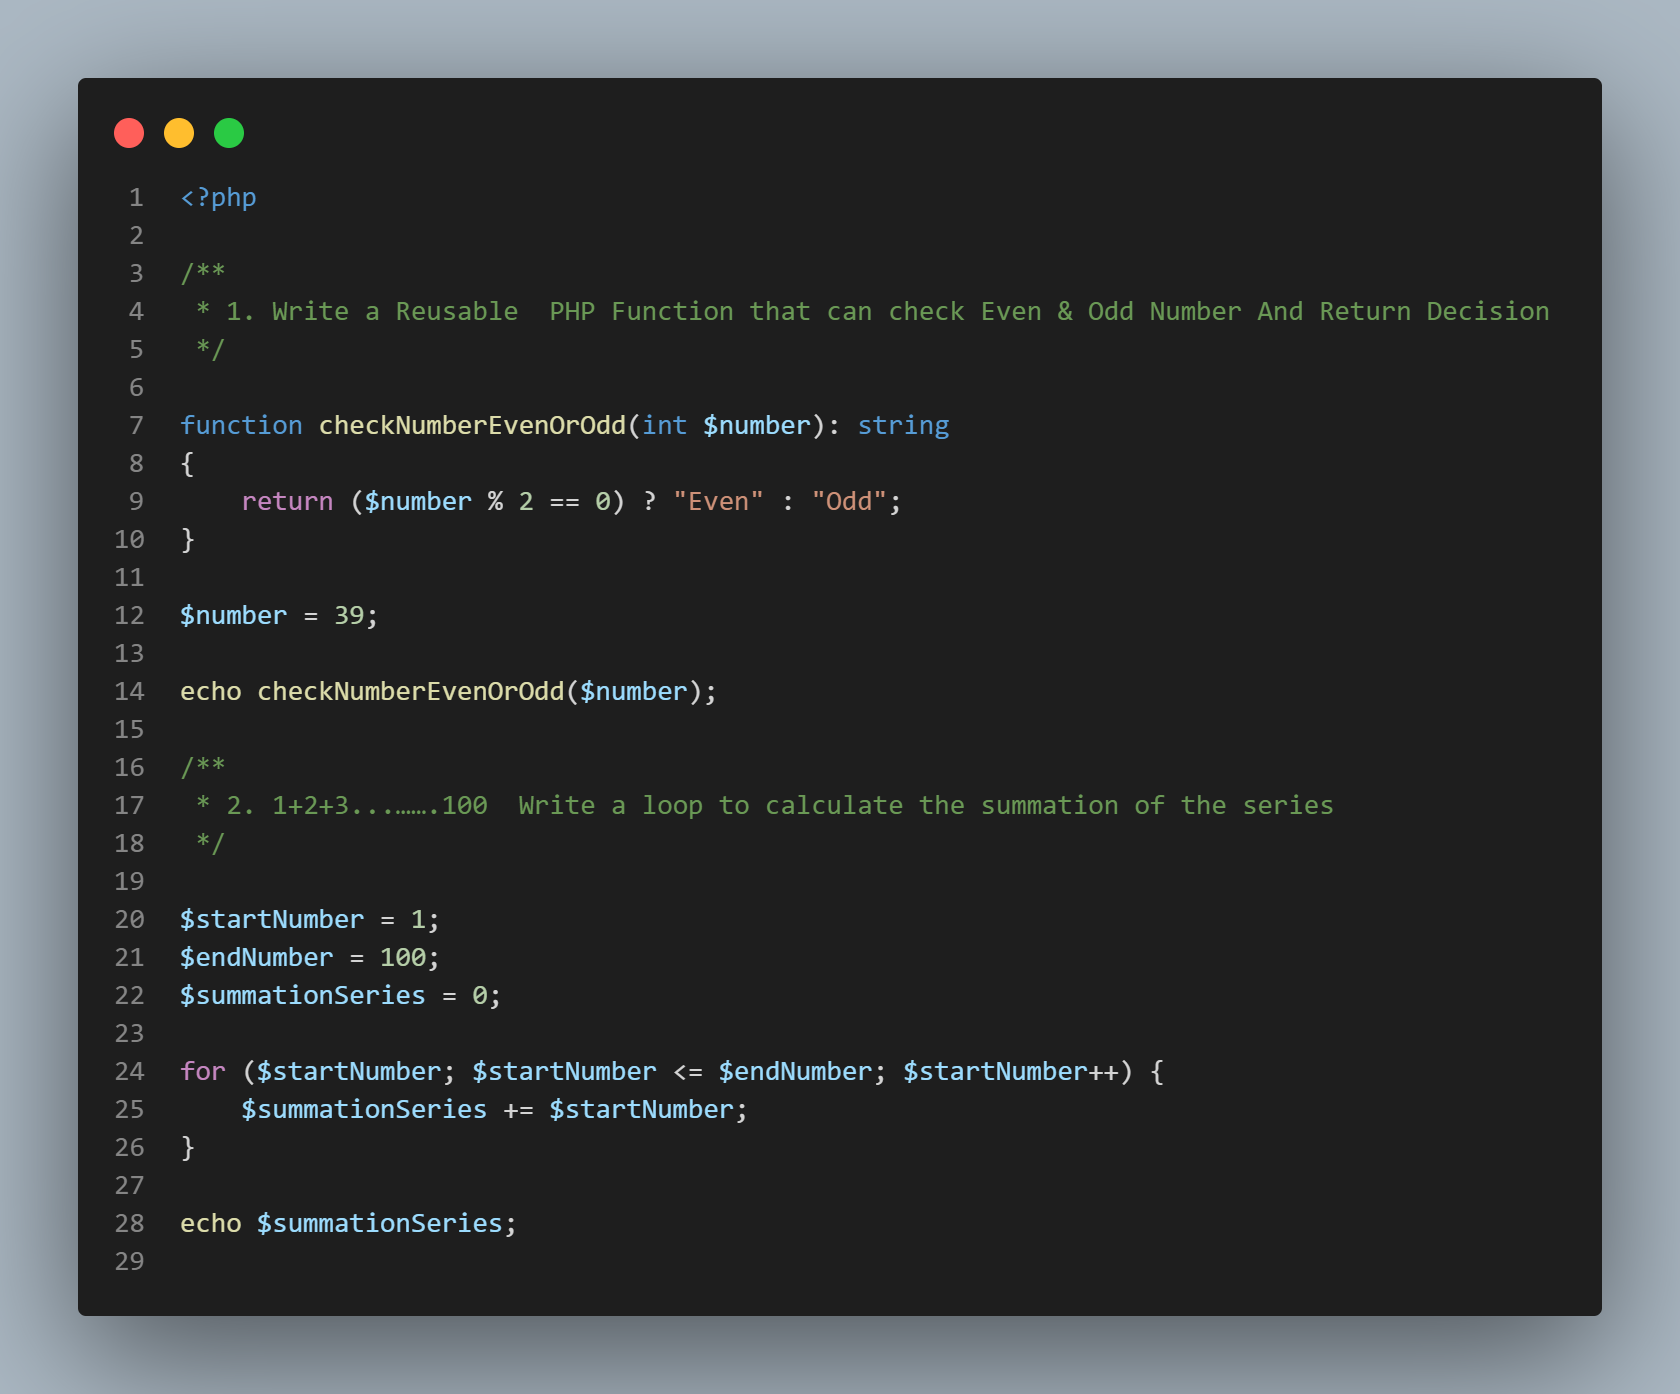 1 <?php
2
3 /**
4  * 1. Write a Reusable  PHP Function that can check Even & Odd Number And Return Decision
5  */
6
7 function checkNumberEvenOrOdd(int $number): string
8 {
9     return ($number % 2 == 0) ? "Even" : "Odd";
10 }
11
12 $number = 39;
13
14 echo checkNumberEvenOrOdd($number);
15
16 /**
17  * 2. 1+2+3...…….100  Write a loop to calculate the summation of the series
18  */
19
20 $startNumber = 1;
21 $endNumber = 100;
22 $summationSeries = 0;
23
24 for ($startNumber; $startNumber <= $endNumber; $startNumber++) {
25     $summationSeries += $startNumber;
26 }
27
28 echo $summationSeries;
29